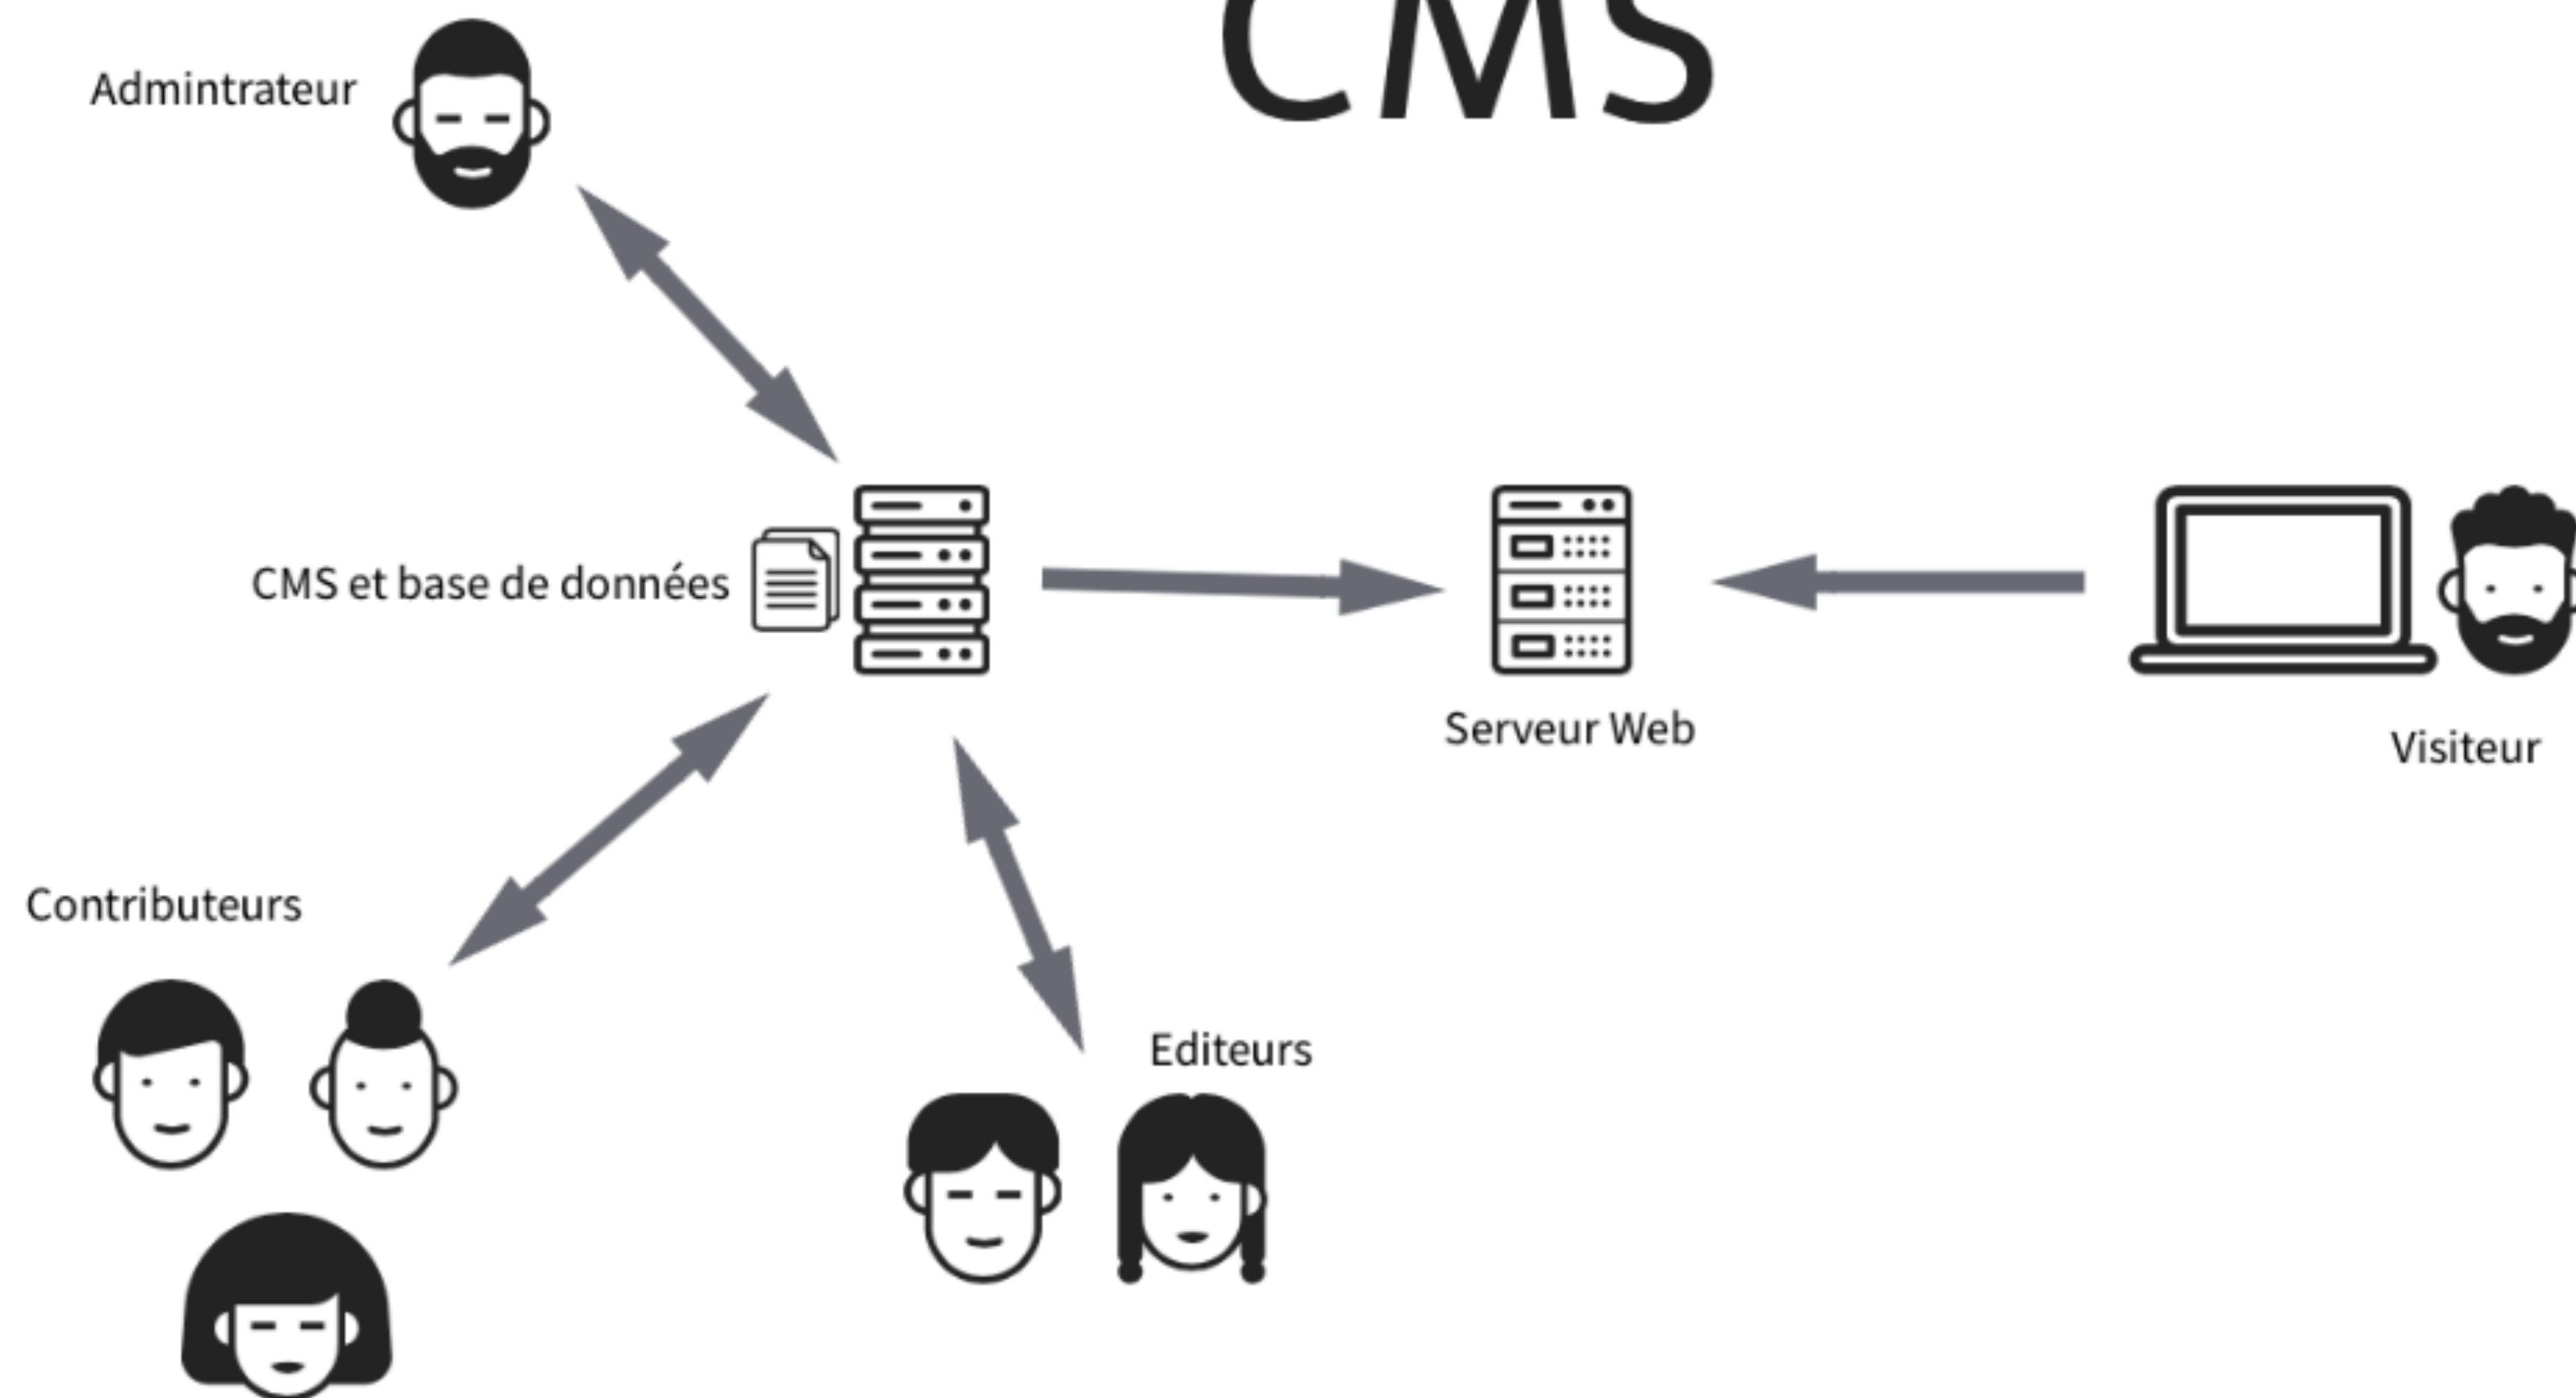 CMS
Admintrateur
CMS et base de données
Serveur Web
Visiteur
Contributeurs
Editeurs